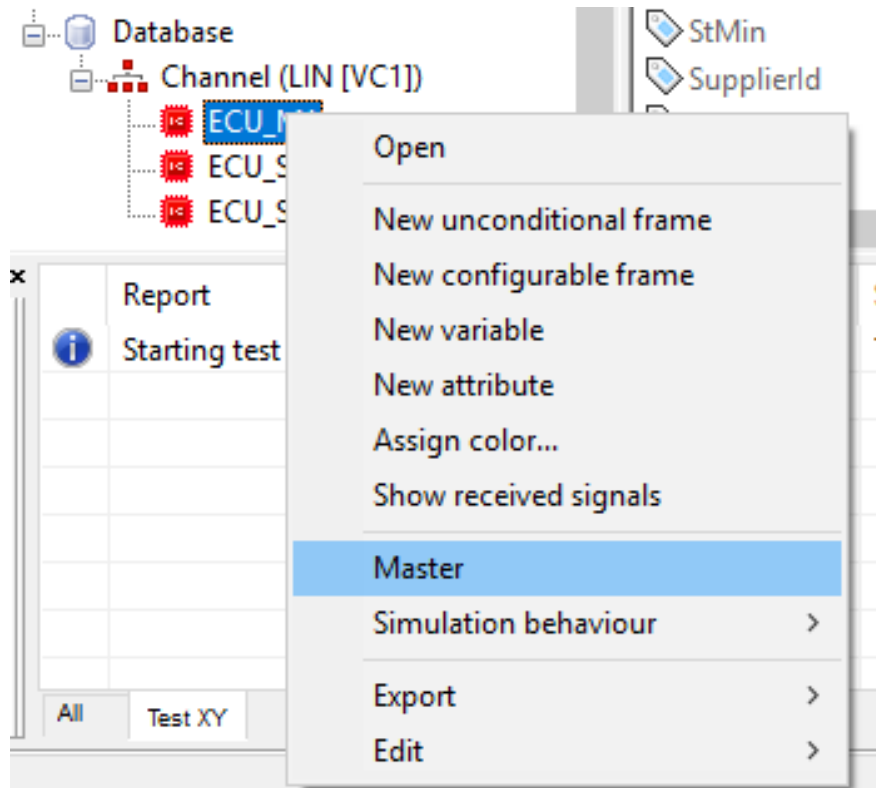 Database
Channel (LIN [VC1])
StMin
SupplierId
Open
New unconditional frame
New configurable frame
New variable
New attribute
Assign color...
Show received signals
Master
Simulation behaviour
Export
Edit
Report
Starting test
All
Test XY